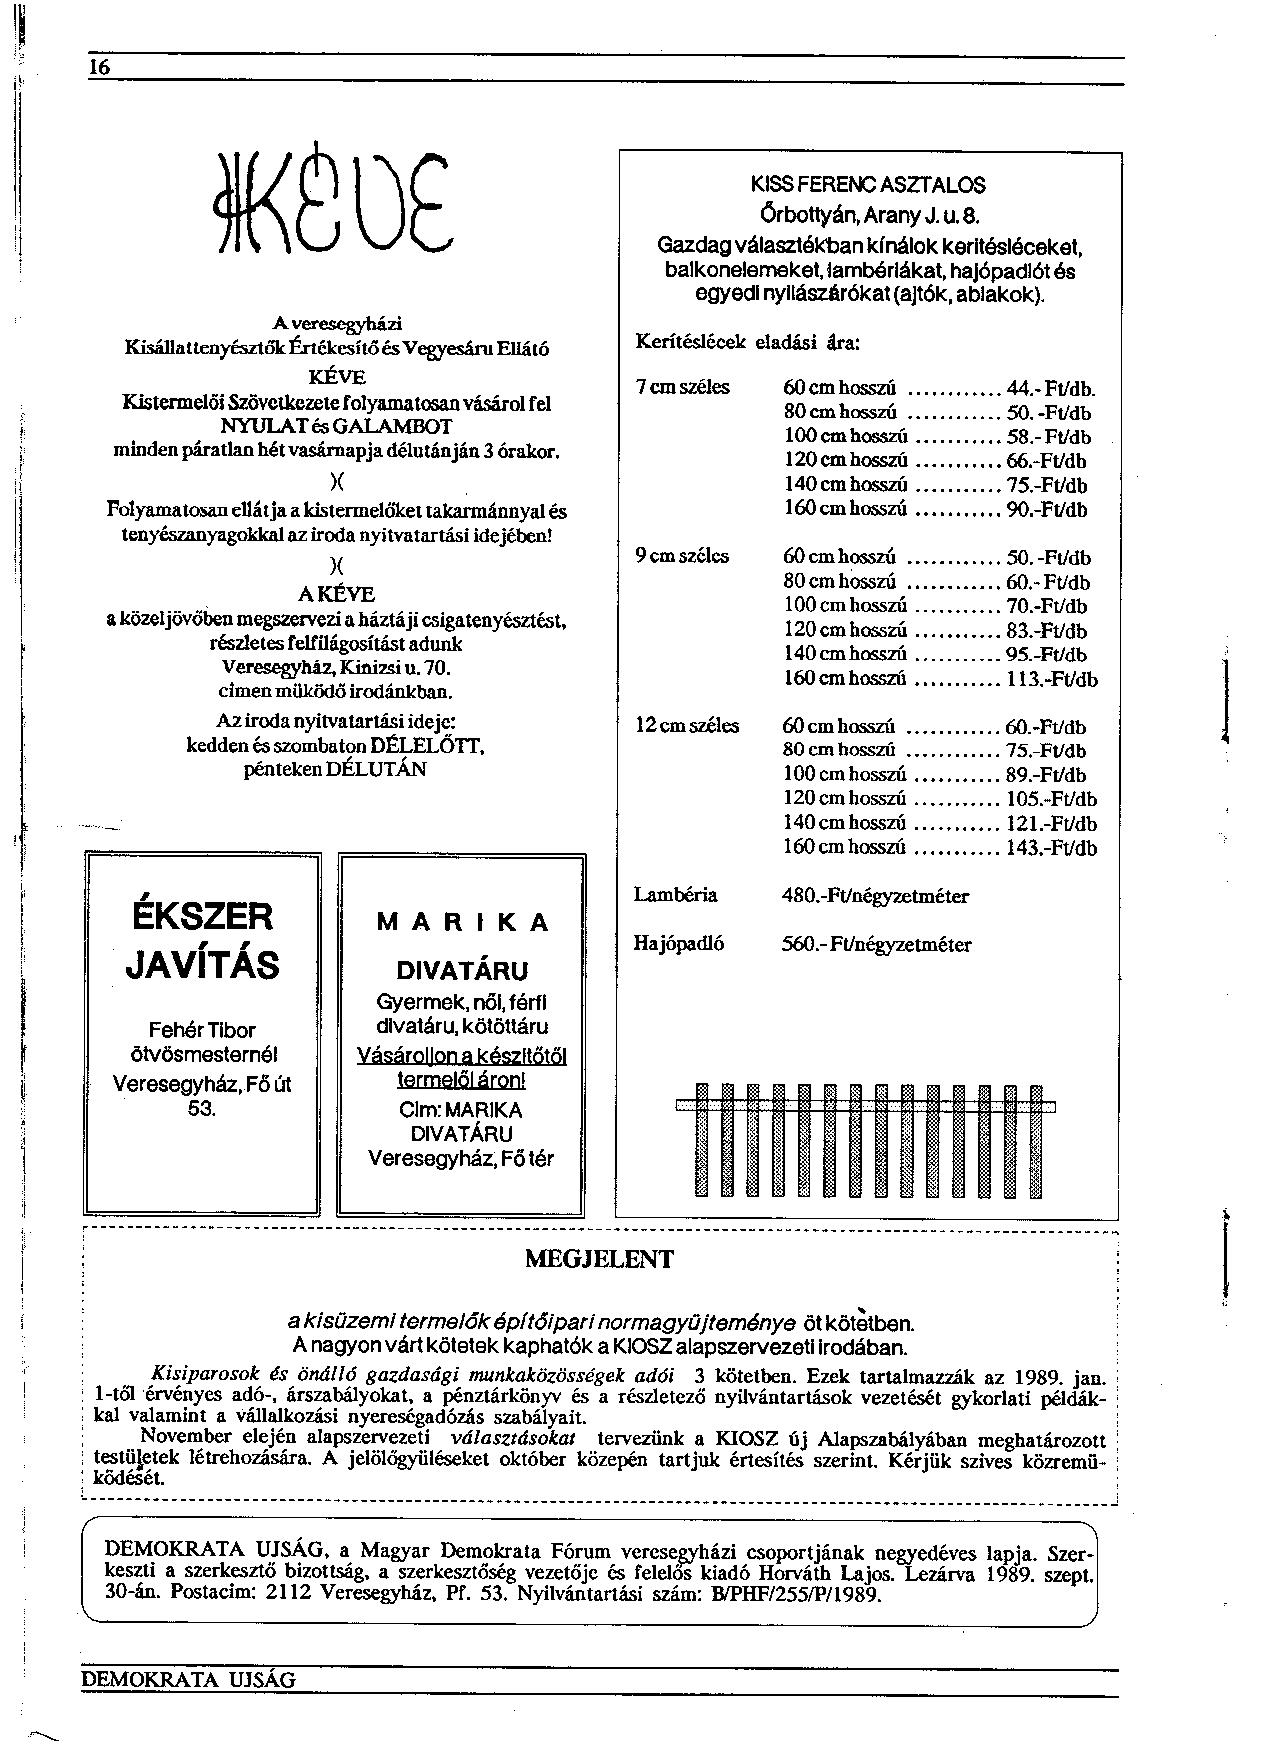 16
KÉVE
A veresegyházi
Kisállattenyésztők Értékesítő és Vegyesáru Ellátó
KÉVE
Kistermelői Szövetkezete folyamatosan vásárol fel
NYULAT és GALAMBOT
minden páratlan hét vasárnapja délutánján 3 órakor.
)(
Folyamatosan ellátja a kistermelőket takarmánnyal és
tenyészanyagokkal az iroda nyitvatartási idejében!
)(
A KÉVE
a közeljövőben megszervezi a háztáji csigatenyésztést,
részletes felfilágosítást adunk
Veresegyház, Kinizsi u. 70.
cimen müködő irodánkban.
Az iroda nyitvatartási ideje:
kedden és szombaton DÉLELŐTT,
pénteken DÉLUTÁN
ÉKSZER
JAVÍTÁS
Fehér Tibor
ötvösmesternél
Veresegyház, Fő út
53.
M A R I K A
DIVATÁRU
Gyermek, női, férfi
divatáru, kötöttáru
Vásároljon a készitőtől
termelői áron!
Cim: MARIKA
DIVATÁRU
Veresegyház, Fő tér
KISS FERENC ASZTALOS
Őrbottyán, Arany J. u. 8.
Gazdag választékban kínálok keritésléceket,
balkonelemeket, lambériákat, hajópadlót és
egyedi nyilászárókat (ajtók, ablakok).
Kerítéslécek eladási ára:
7 cm széles 60 cm hosszú ............ 44.- Ft/db.
80 cm hosszú ............ 50. -Ft/db
100 cm hosszú ........... 58.- Ft/db
120 cm hosszú ........... 66.-Ft/db
140 cm hosszú ........... 75.-Ft/db
160 cm hosszú ........... 90.-Ft/db
9 cm széles 60 cm hosszú ............ 50. -Ft/db
80 cm hosszú ............ 60.- Ft/db
100 cm hosszú ........... 70.-Ft/db
120 cm hosszú ........... 83.-Ft/db
140 cm hosszú ........... 95.-Ft/db
160 cm hosszú ........... 113.-Ft/db
12 cm széles 60 cm hosszú ............ 60.-Ft/db
80 cm hosszú ............ 75.-Ft/db
100 cm hosszú ........... 89.-Ft/db
120 cm hosszú ........... 105.-Ft/db
140 cm hosszú ........... 121.-Ft/db
160 cm hosszú ........... 143.-Ft/db
Lambéria 480.-Ft/négyzetméter
Hajópadló 560.- Ft/négyzetméter
MEGJELENT
a kisüzemi termelők építőipari normagyüjteménye öt kötetben.
A nagyon várt kötetek kaphatók a KIOSZ alapszervezeti irodában.
Kisiparosok és önálló gazdasági munkaközösségek adói 3 kötetben. Ezek tartalmazzák az 1989. jan.
1-től érvényes adó-, árszabályokat, a pénztárkönyv és a részletező nyilvántartások vezetését gykorlati példák-
kal valamint a vállalkozási nyereségadózás szabályait.
November elején alapszervezeti választásokat tervezünk a KIOSZ új Alapszabályában meghatározott
testületek létrehozására. A jelölőgyüléseket október közepén tartjuk értesítés szerint. Kérjük szives közremü-
ködését.
DEMOKRATA UJSÁG, a Magyar Demokrata Fórum veresegyházi csoportjának negyedéves lapja. Szer-
keszti a szerkesztő bizottság, a szerkesztőség vezetője és felelős kiadó Horváth Lajos. Lezárva 1989. szept.
30-án. Postacim: 2112 Veresegyház, Pf. 53. Nyilvántartási szám: B/PHF/255/P/1989.
DEMOKRATA UJSÁG